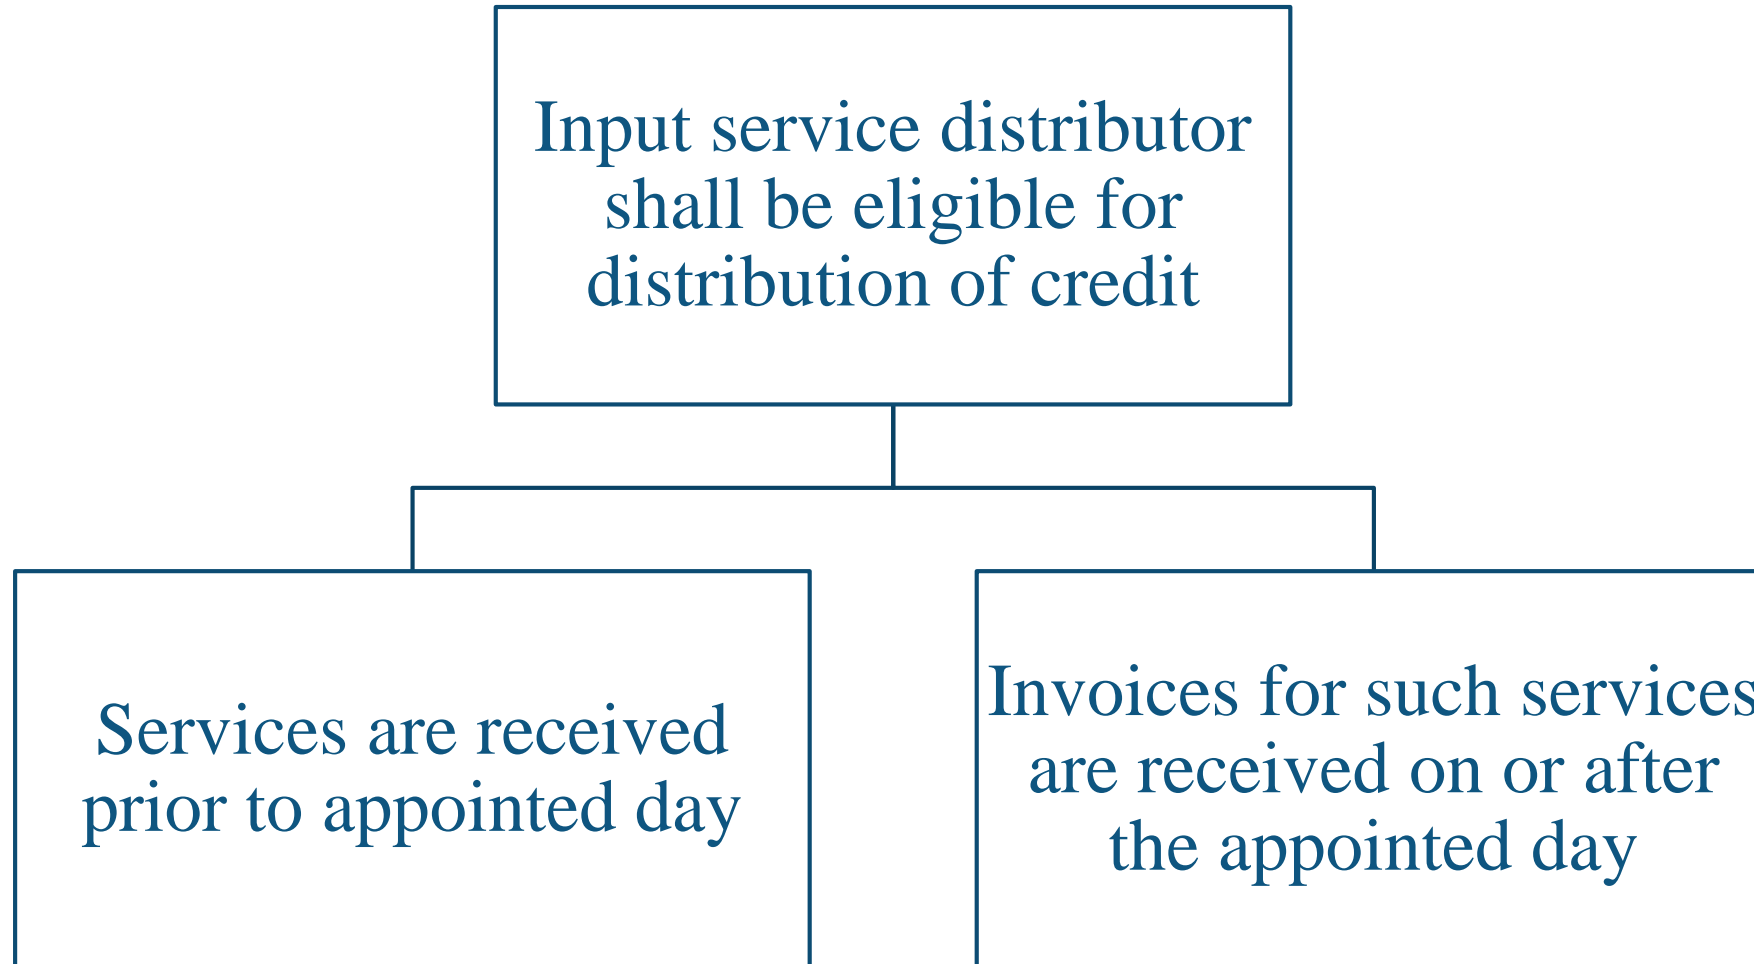 Input service distributor
shall be eligible for
distribution of credit
Services are received
prior to appointed day
Invoices for such services
are received on or after
the appointed day